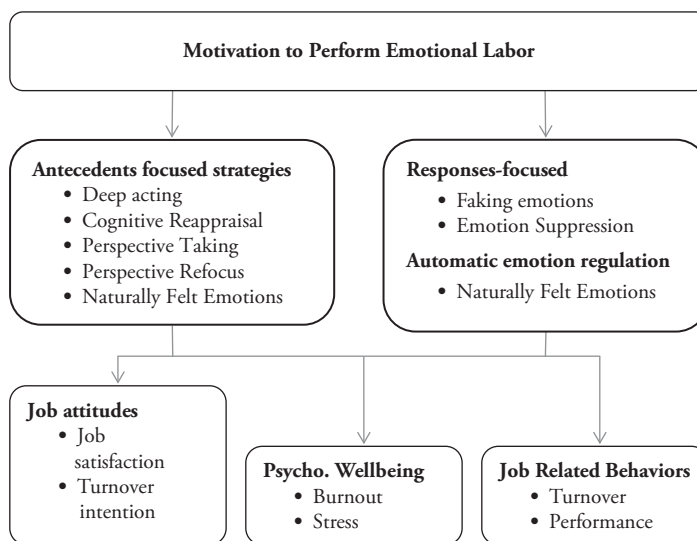 Motivation to Perform Emotional Labor
Antecedents focused strategies
• Deep acting
• Cognitive Reappraisal
• Perspective Taking
• Perspective Refocus
• Naturally Felt Emotions
Responses-focused
• Faking emotions
• Emotion Suppression
Automatic emotion regulation
• Naturally Felt Emotions
Job attitudes
• Job
satisfaction
• Turnover
intention
Psycho. Wellbeing
• Burnout
• Stress
Job Related Behaviors
• Turnover
• Performance